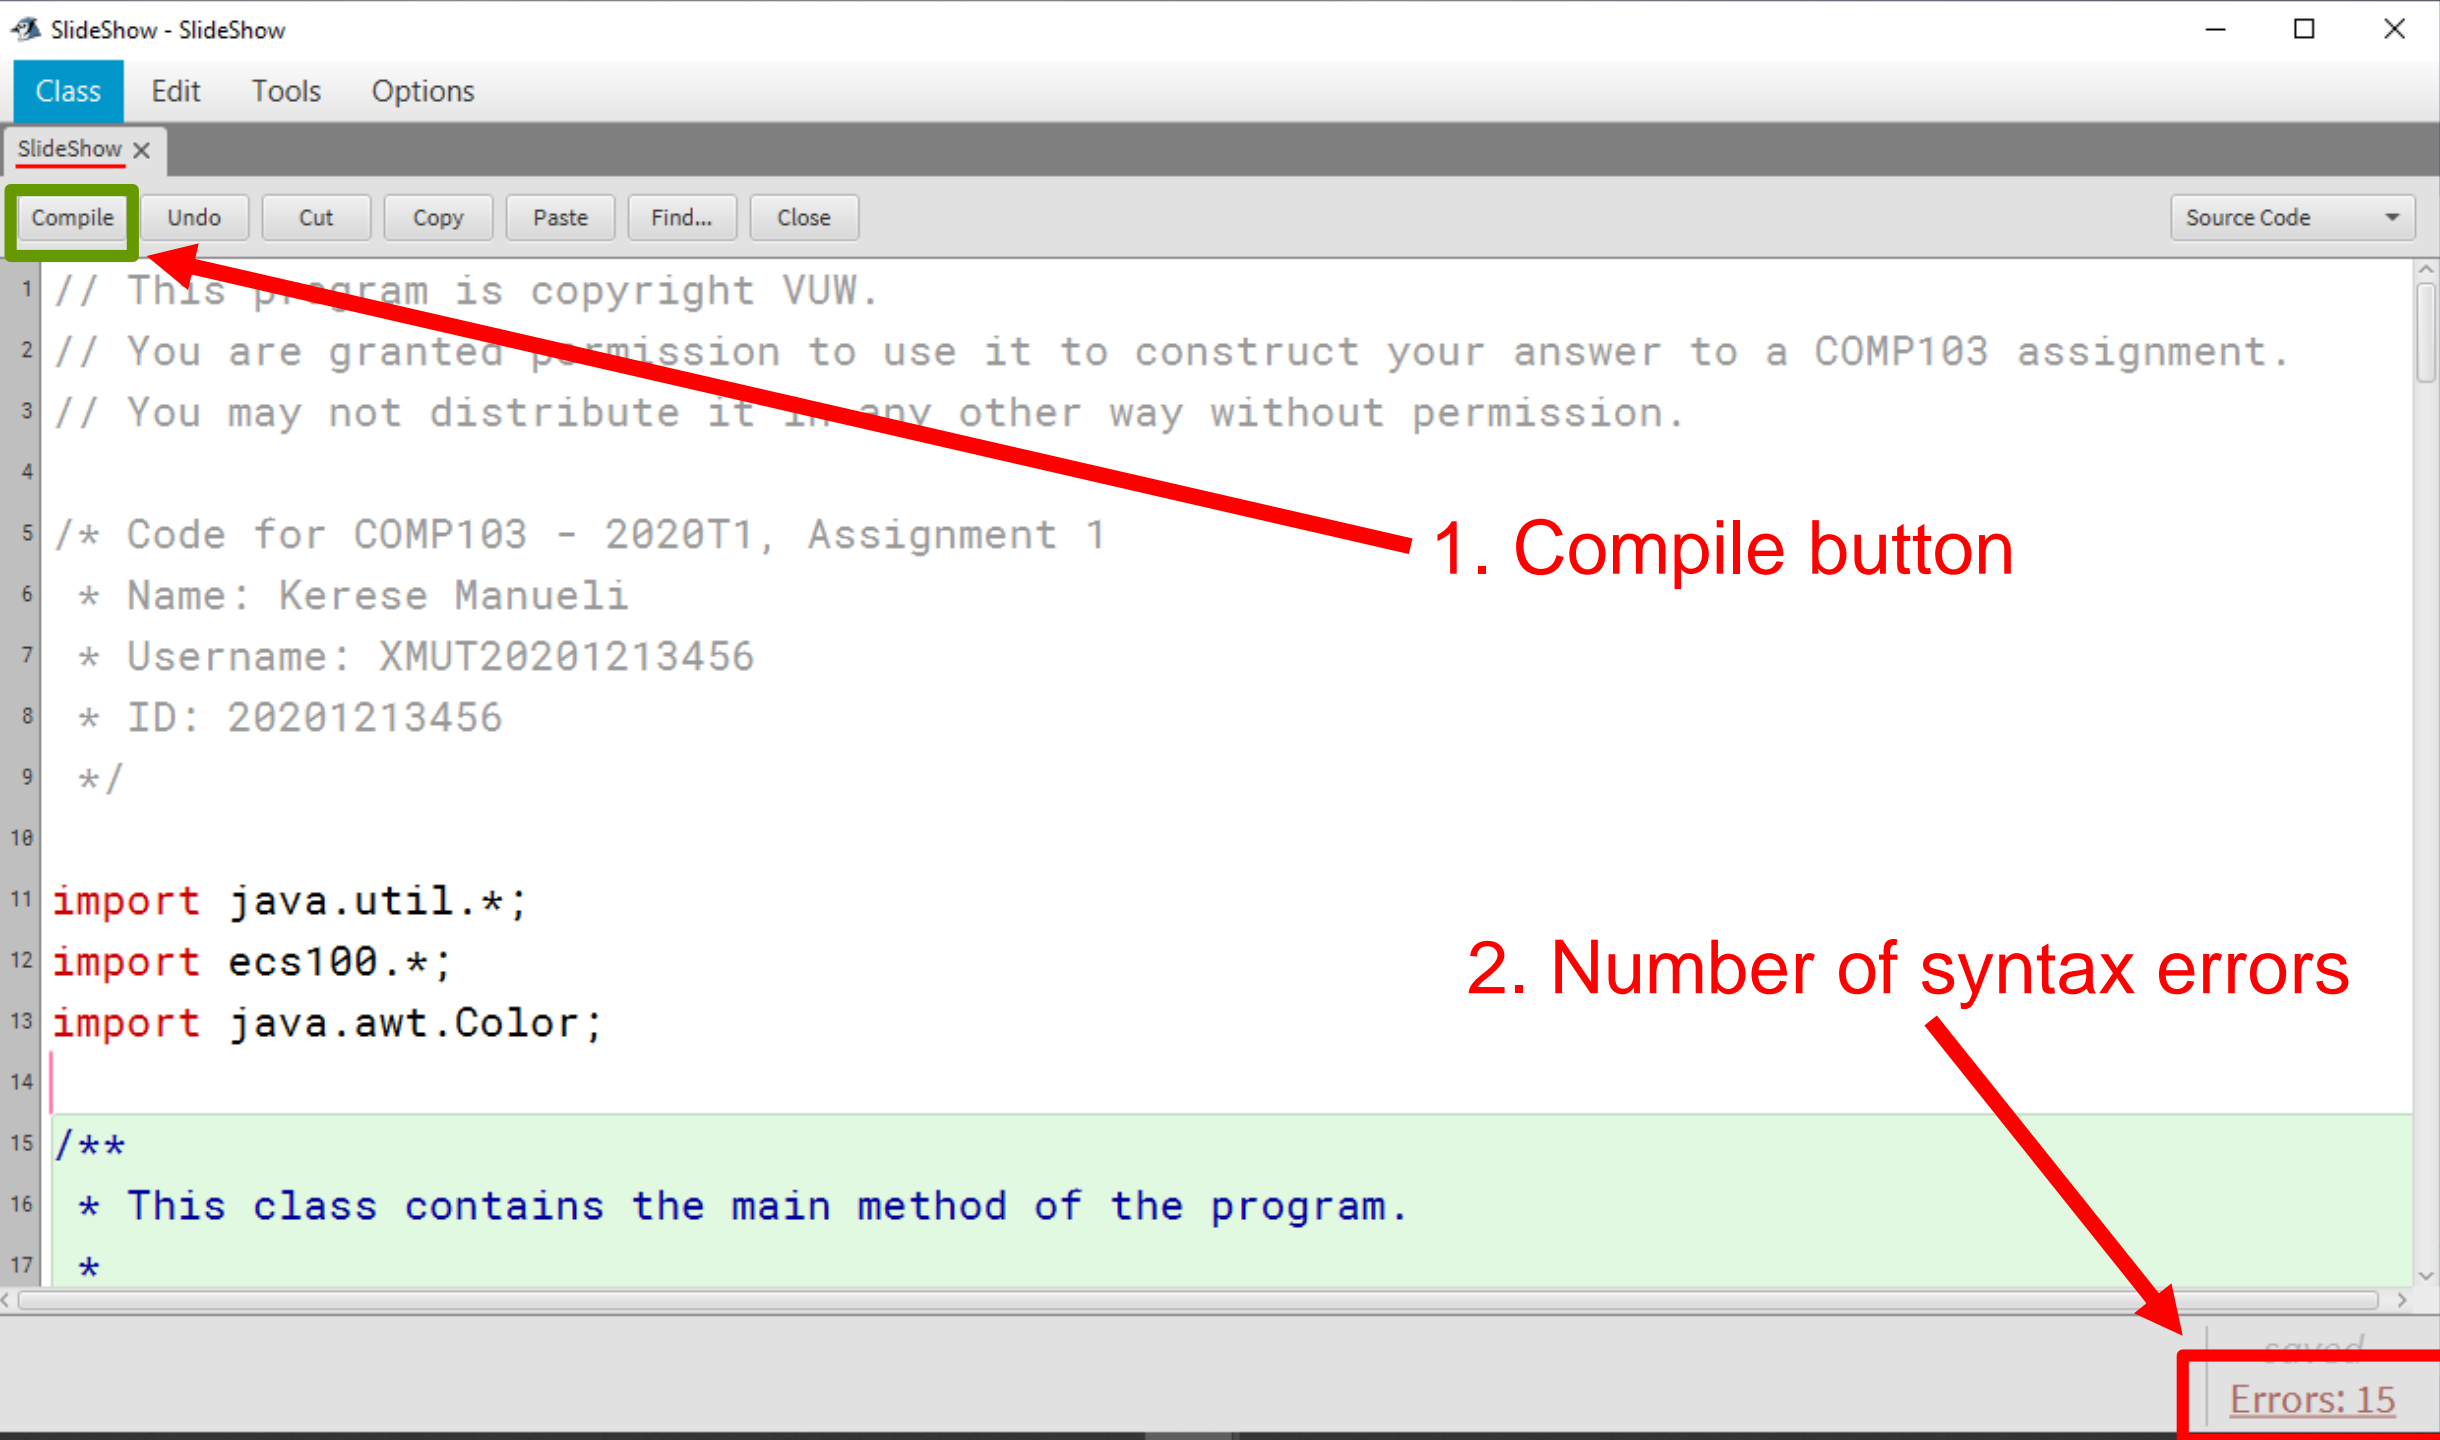 SlideShow - SlideShow
Class Edit Tools Options
SlideShow
Compile Undo Cut Copy Paste Find... Close Source Code
1 // This program is copyright VUW.
2 // You are granted permission to use it to construct your answer to a COMP103 assignment.
3 // You may not distribute it in any other way without permission.
4
5 /* Code for COMP103 - 2020T1, Assignment 1
1. Compile button
6 * Name: Kerese Manueli
7 * Username: XMUT20201213456
8 * ID: 20201213456
9 */
10
11 import java.util.*;
12 import ecs100.*;
2. Number of syntax errors
13 import java.awt.Color;
14
15 /**
16 * This class contains the main method of the program.
17 *
saved
Errors: 15